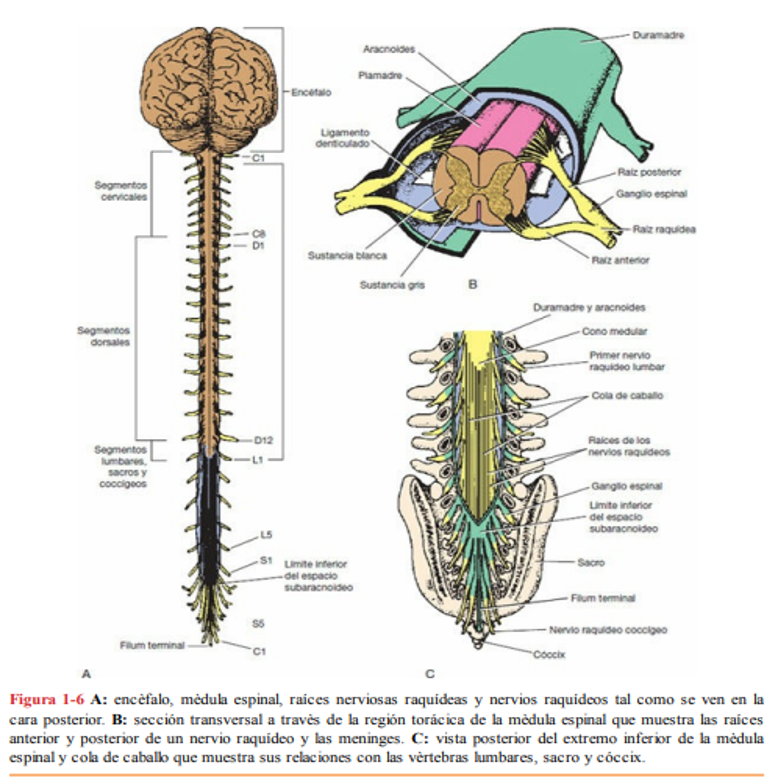 Encéfalo
C1
Segmentos
cervicales
C8
D1
Segmentos
dorsales
D12
Segmentos
lumbares,
sacros y
coccígeos
L1
L5
S1
Límite inferior
del espacio
subaracnoideo
S5
Filum terminal
C1
A
Duramadre
Aracnoides
Piamadre
Ligamento
denticulado
Raíz posterior
Ganglio espinal
Raíz raquídea
Raíz anterior
Sustancia blanca
Sustancia gris
B
Duramadre y aracnoides
Cono medular
Primer nervio
raquídeo lumbar
Cola de caballo
Raíces de los
nervios raquídeos
Ganglio espinal
Límite inferior
del espacio
subaracnoideo
Sacro
Filum terminal
Nervio raquídeo coccígeo
Cóccix
C
Figura 1-6 A: encèfalo, mèdula espinal, raíces nerviosas raquídeas y nervios raquídeos tal como se ven en la
cara posterior. B: sección transversal a travès de la región torácica de la mèdula espinal que muestra las raíces
anterior y posterior de un nervio raquídeo y las meninges. C: vista posterior del extremo inferior de la mèdula
espinal y cola de caballo que muestra sus relaciones con las vèrtebras lumbares, sacro y cóccix.